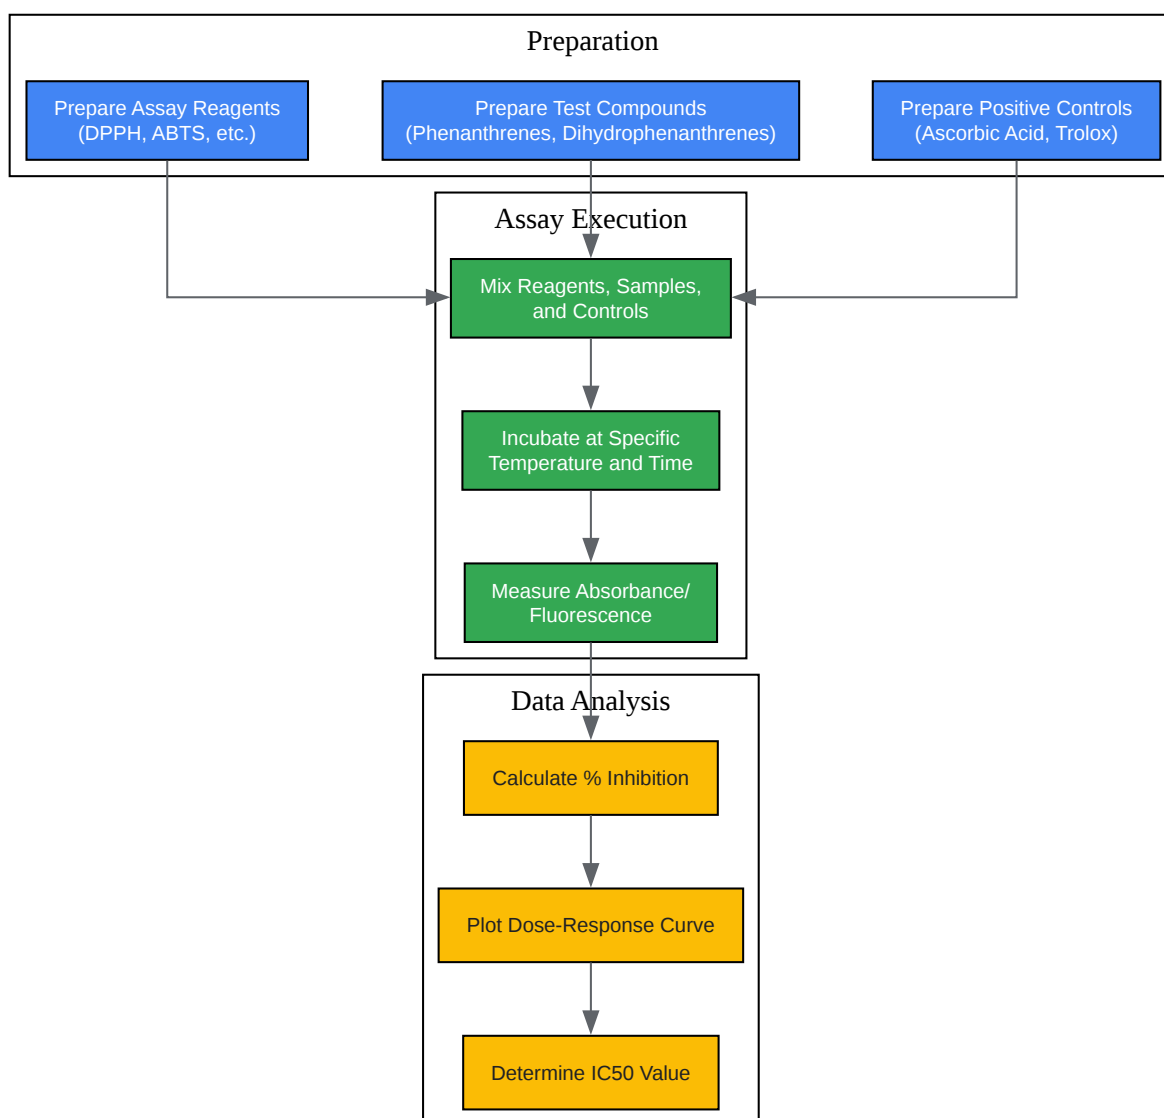 Preparation
Prepare Assay Reagents
(DPPH, ABTS, etc.)
Prepare Test Compounds
(Phenanthrenes, Dihydrophenanthrenes)
Prepare Positive Controls
(Ascorbic Acid, Trolox)
Assay Execution
Mix Reagents, Samples,
and Controls
Incubate at Specific
Temperature and Time
Measure Absorbance/
Fluorescence
Data Analysis
Calculate % Inhibition
Plot Dose-Response Curve
Determine IC50 Value